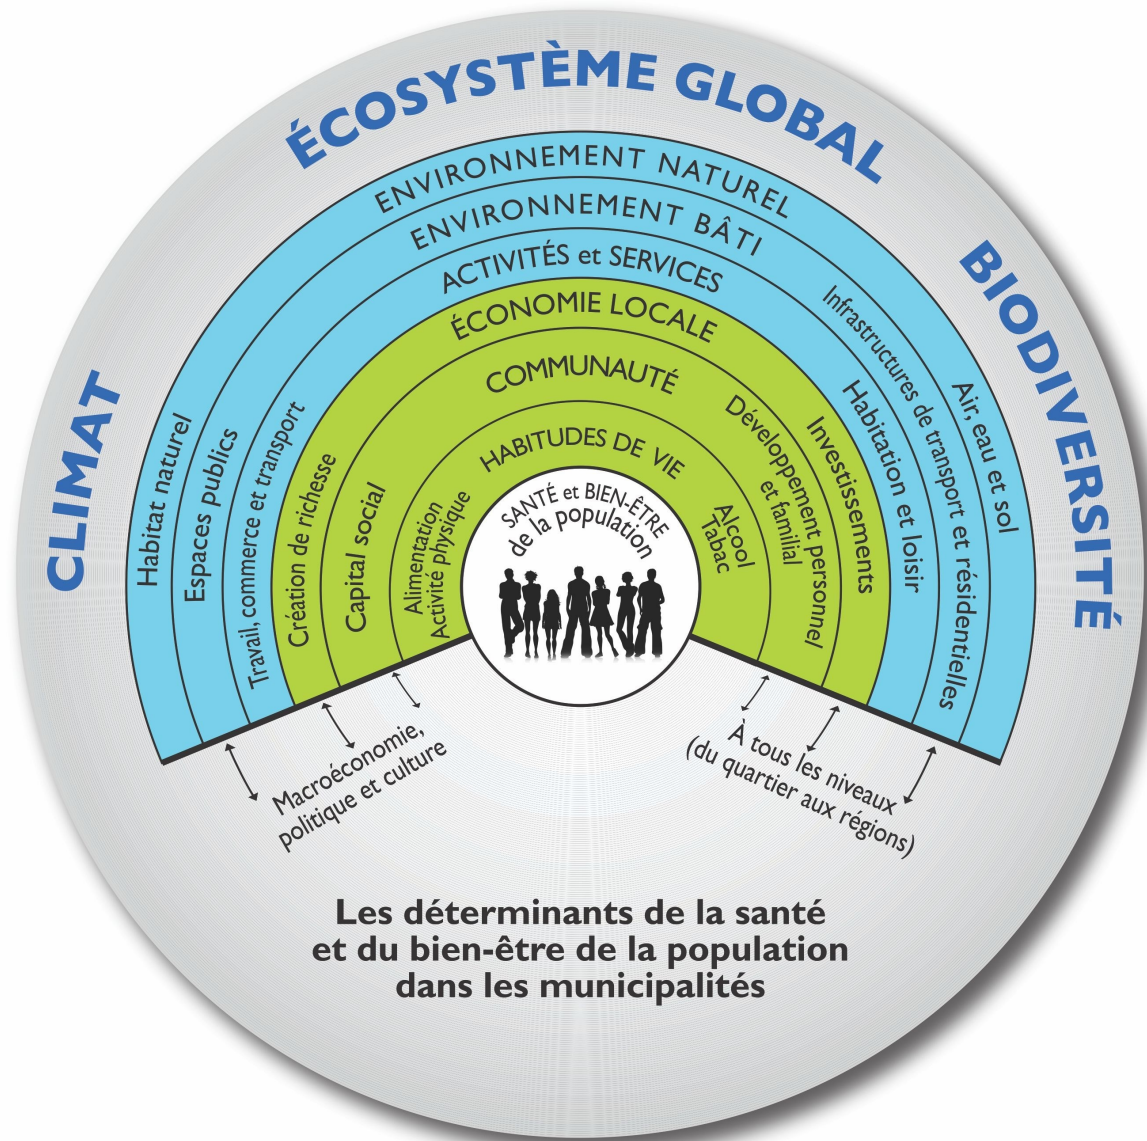 ÉCOSYSTÈME GLOBAL
CLIMAT
BIODIVERSITÉ
ENVIRONNEMENT NATUREL
Habitat naturel
Air, eau et sol
ENVIRONNEMENT BÂTI
Espaces publics
Infrastructures de transport et résidentielles
ACTIVITÉS et SERVICES
Travail, commerce et transport
Habitation et loisir
ÉCONOMIE LOCALE
Création de richesse
Investissements
COMMUNAUTÉ
Capital social
Développement personnel
et familial
HABITUDES DE VIE
Alimentation
Activité physique
Alcool
Tabac
SANTÉ et BIEN-ÊTRE
de la population
Macroéconomie,
politique et culture
À tous les niveaux
(du quartier aux régions)
Les déterminants de la santé
et du bien-être de la population
dans les municipalités